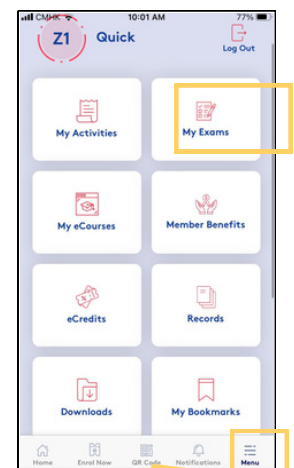 CMHK 10:01 AM 77%
Z1 Quick
Log Out
My Activities My Exams
My eCourses Member Benefits
eCredits Records
Downloads My Bookmarks
Home Enrol Now QR Code Notifications Menu